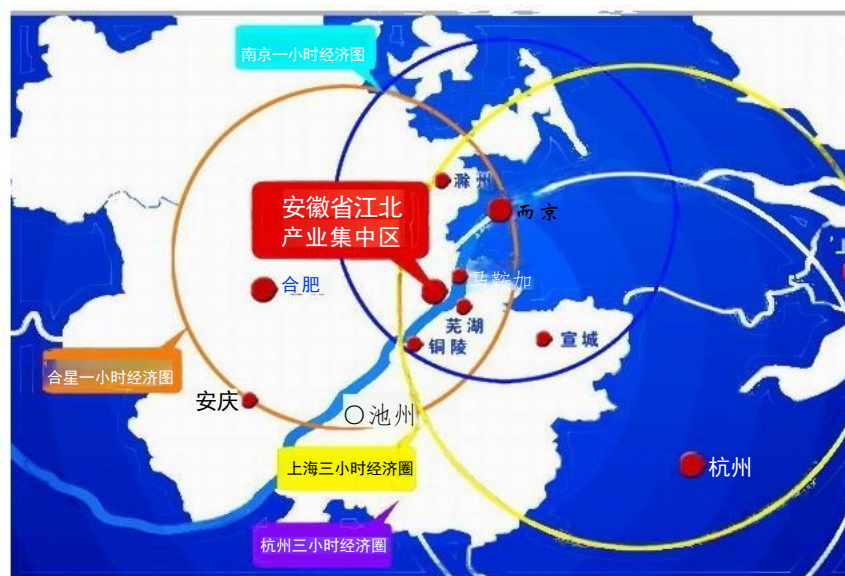 南京一小时经济图
滁州
安徽省江北
产业集中区
而京
合肥
马鞍加
芜湖
铜陵
宣城
合星一小时经济图
安庆
池州
上海三小时经济圈
杭州
杭州三小时经济圈